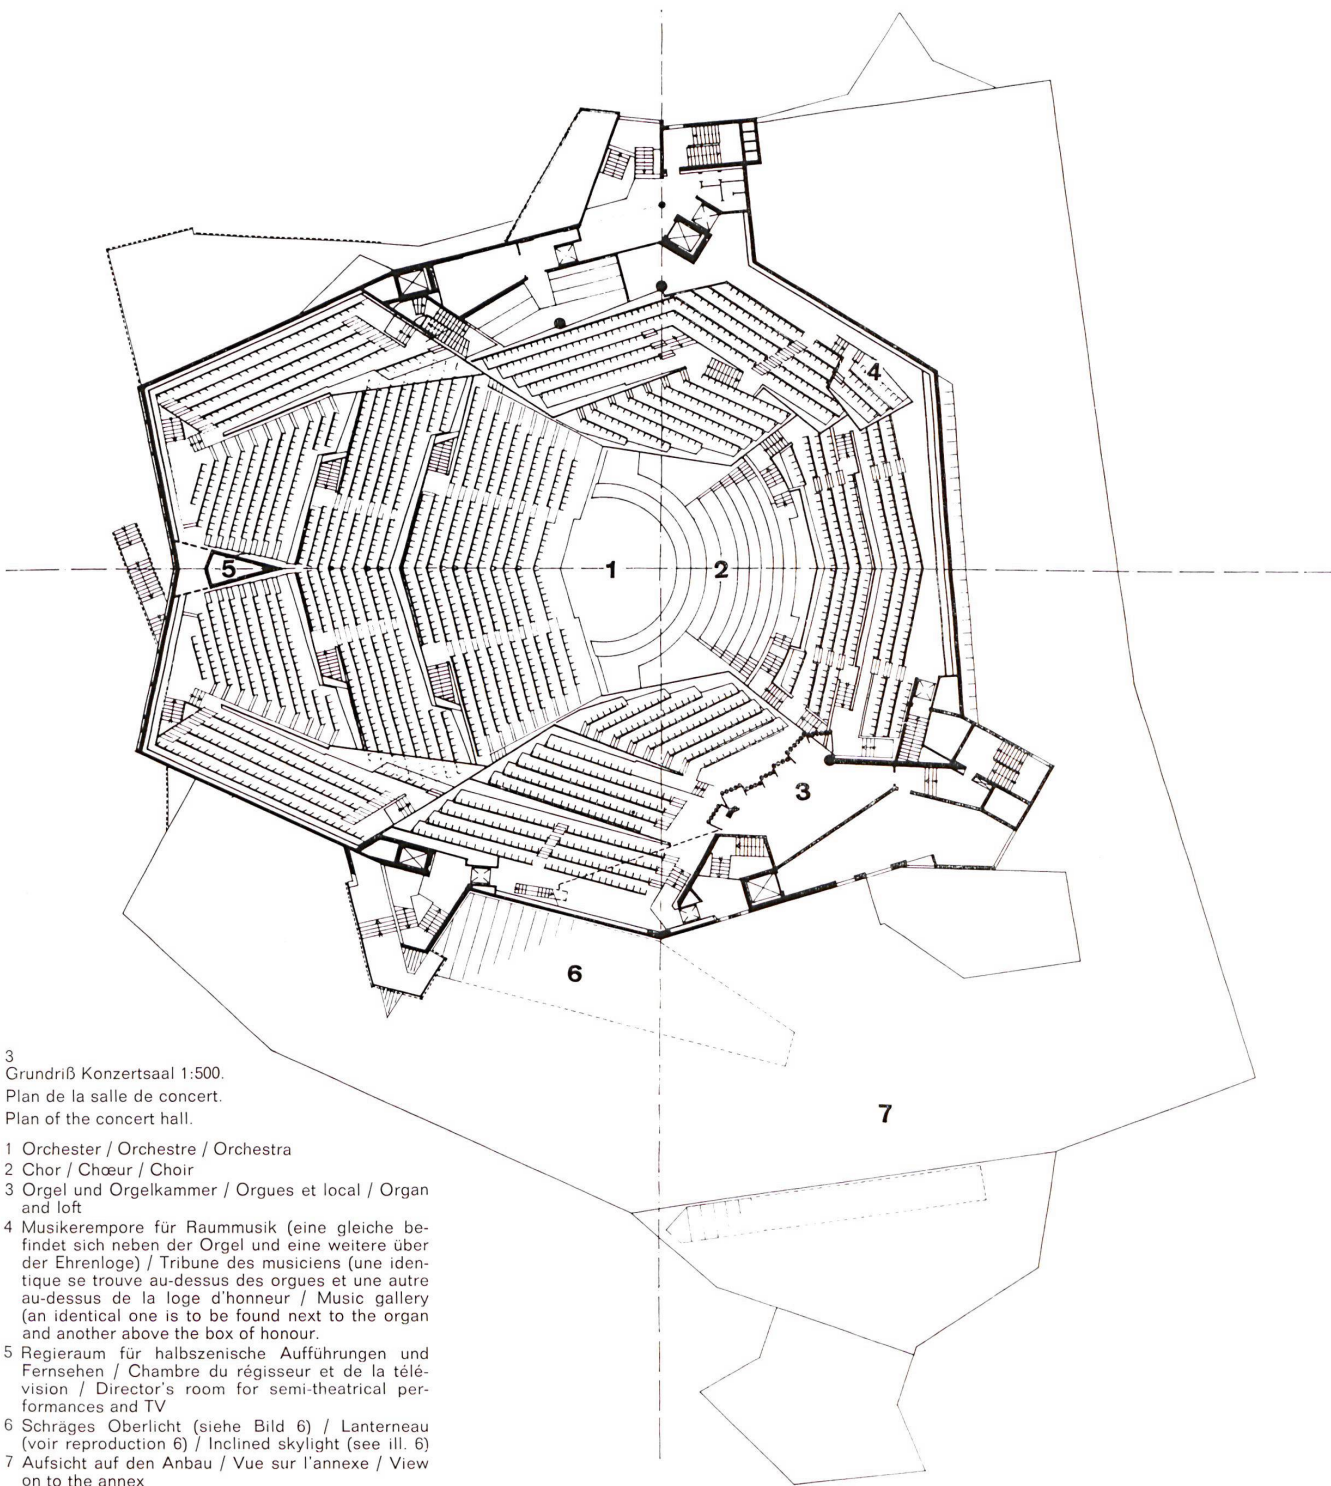 4
5
1
2
3
6
7
3
Grundriß Konzertsaal 1:500.
Plan de la salle de concert.
Plan of the concert hall.
1 Orchester / Orchestre / Orchestra
2 Chor / Chœur / Choir
3 Orgel und Orgelkammer / Orgues et local / Organ
and loft
4 Musikerempore für Raummusik (eine gleiche be-
findet sich neben der Orgel und eine weitere über
der Ehrenloge) / Tribune des musiciens (une iden-
tique se trouve au-dessus des orgues et une autre
au-dessus de la loge d'honneur / Music gallery
(an identical one is to be found next to the organ
and another above the box of honour.
5 Regieraum für halbszenische Aufführungen und
Fernsehen / Chambre du régisseur et de la télé-
vision / Director's room for semi-theatrical per-
formances and TV
6 Schräges Oberlicht (siehe Bild 6) / Lanterneau
(voir reproduction 6) / Inclined skylight (see ill. 6)
7 Aufsicht auf den Anbau / Vue sur l'annexe / View
on to the annex